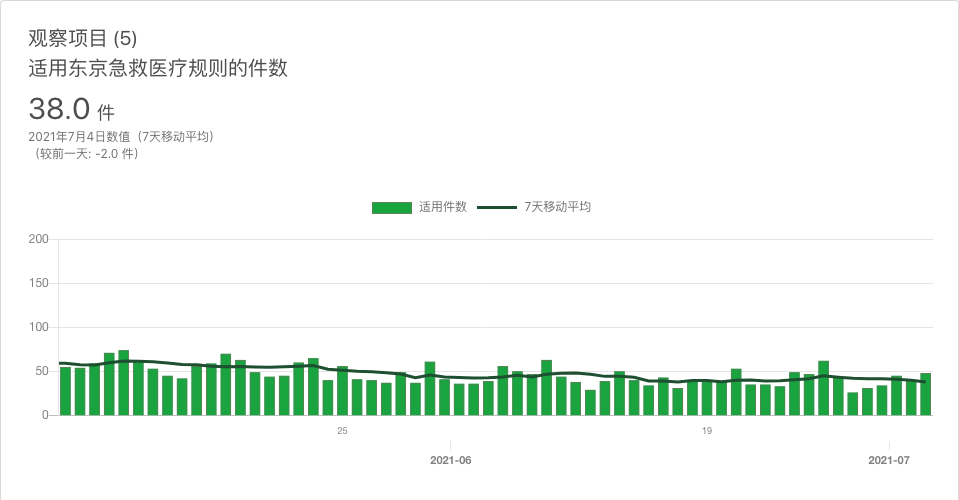 观察项目 (5)
适用东京急救医疗规则的件数
38.0 件
2021年7月4日数值（7天移动平均）
（较前一天: -2.0 件）
适用件数 7天移动平均
200
150
100
50
0
25 19
2021-06 2021-07